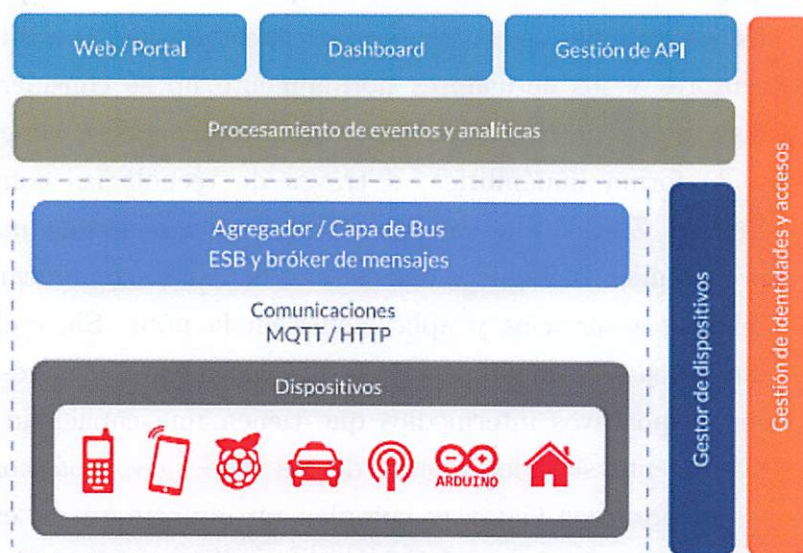 Web / Portal
Dashboard
Gestión de API
Procesamiento de eventos y analíticas
Agregador / Capa de Bus
ESB y bróker de mensajes
Comunicaciones
MQTT / HTTP
Dispositivos
ARDUINO
Gestor de dispositivos
Gestión de identidades y accesos